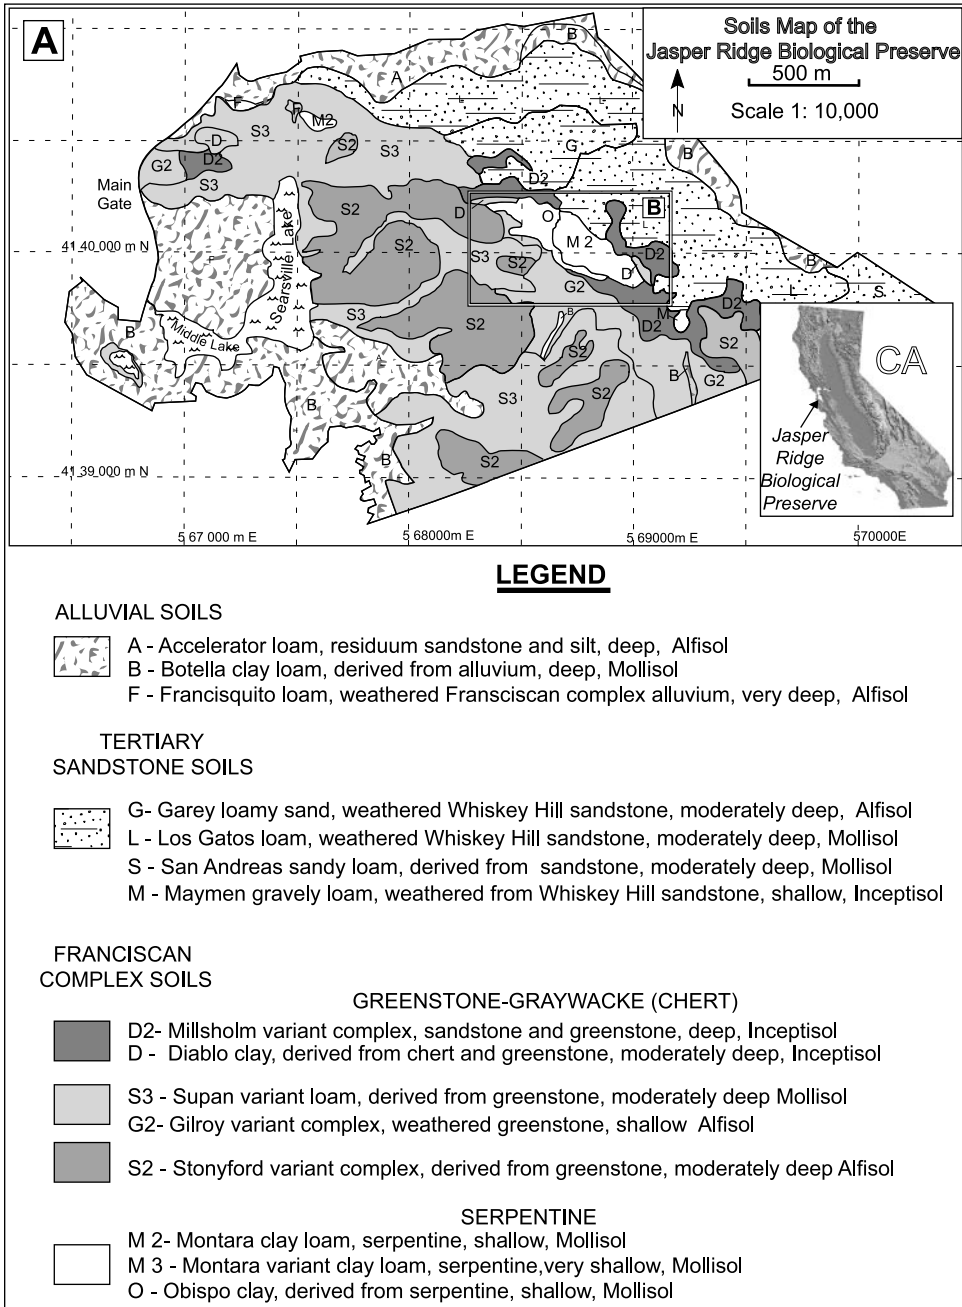 A
Soils Map of the
Jasper Ridge Biological Preserve
500 m
N
Scale 1: 10,000
B
B
A
L
L
F
F
M2
S3
S2
S3
D
D2
G2
S3
G
B
D2
Main
Gate
S2
D
O
B
Searsville Lake
M 2
41 40 000 m N
S2
S3
S2
D2
D
B
F
G2
L
S
S3
S2
M
D2
D2
B
S2
Middle Lake
B
S2
A
B
G2
S3
S2
B
B
S2
41 39 000 m N
CA
Jasper
Ridge
Biological
Preserve
5 67 000 m E
5 68000m E
5 69000m E
570000E
LEGEND
ALLUVIAL SOILS
A - Accelerator loam, residuum sandstone and silt, deep, Alfisol
B - Botella clay loam, derived from alluvium, deep, Mollisol
F - Francisquito loam, weathered Fransciscan complex alluvium, very deep, Alfisol
TERTIARY
SANDSTONE SOILS
G- Garey loamy sand, weathered Whiskey Hill sandstone, moderately deep, Alfisol
L - Los Gatos loam, weathered Whiskey Hill sandstone, moderately deep, Mollisol
S - San Andreas sandy loam, derived from sandstone, moderately deep, Mollisol
M - Maymen gravely loam, weathered from Whiskey Hill sandstone, shallow, Inceptisol
FRANCISCAN
COMPLEX SOILS
GREENSTONE-GRAYWACKE (CHERT)
D2- Millsholm variant complex, sandstone and greenstone, deep, Inceptisol
D - Diablo clay, derived from chert and greenstone, moderately deep, Inceptisol
S3 - Supan variant loam, derived from greenstone, moderately deep Mollisol
G2- Gilroy variant complex, weathered greenstone, shallow Alfisol
S2 - Stonyford variant complex, derived from greenstone, moderately deep Alfisol
SERPENTINE
M 2- Montara clay loam, serpentine, shallow, Mollisol
M 3 - Montara variant clay loam, serpentine,very shallow, Mollisol
O - Obispo clay, derived from serpentine, shallow, Mollisol